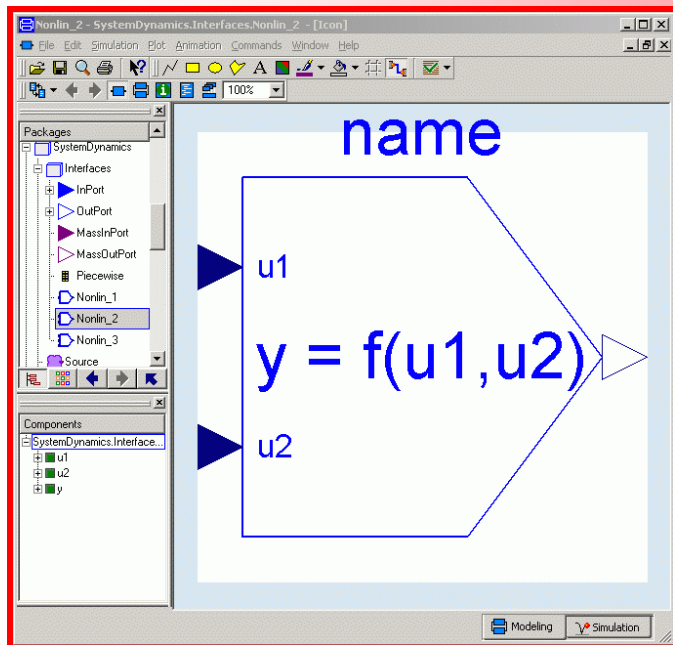 Nonlin_2 - SystemDynamics.Interfaces.Nonlin_2 - [Icon]
File Edit Simulation Plot Animation Commands Window Help
A
100%
Packages
SystemDynamics
Interfaces
InPort
OutPort
MassInPort
MassOutPort
Piecewise
Nonlin_1
Nonlin_2
Nonlin_3
Source
Components
SystemDynamics.Interface...
u1
u2
y
name
u1
y = f(u1,u2)
u2
Modeling
Simulation